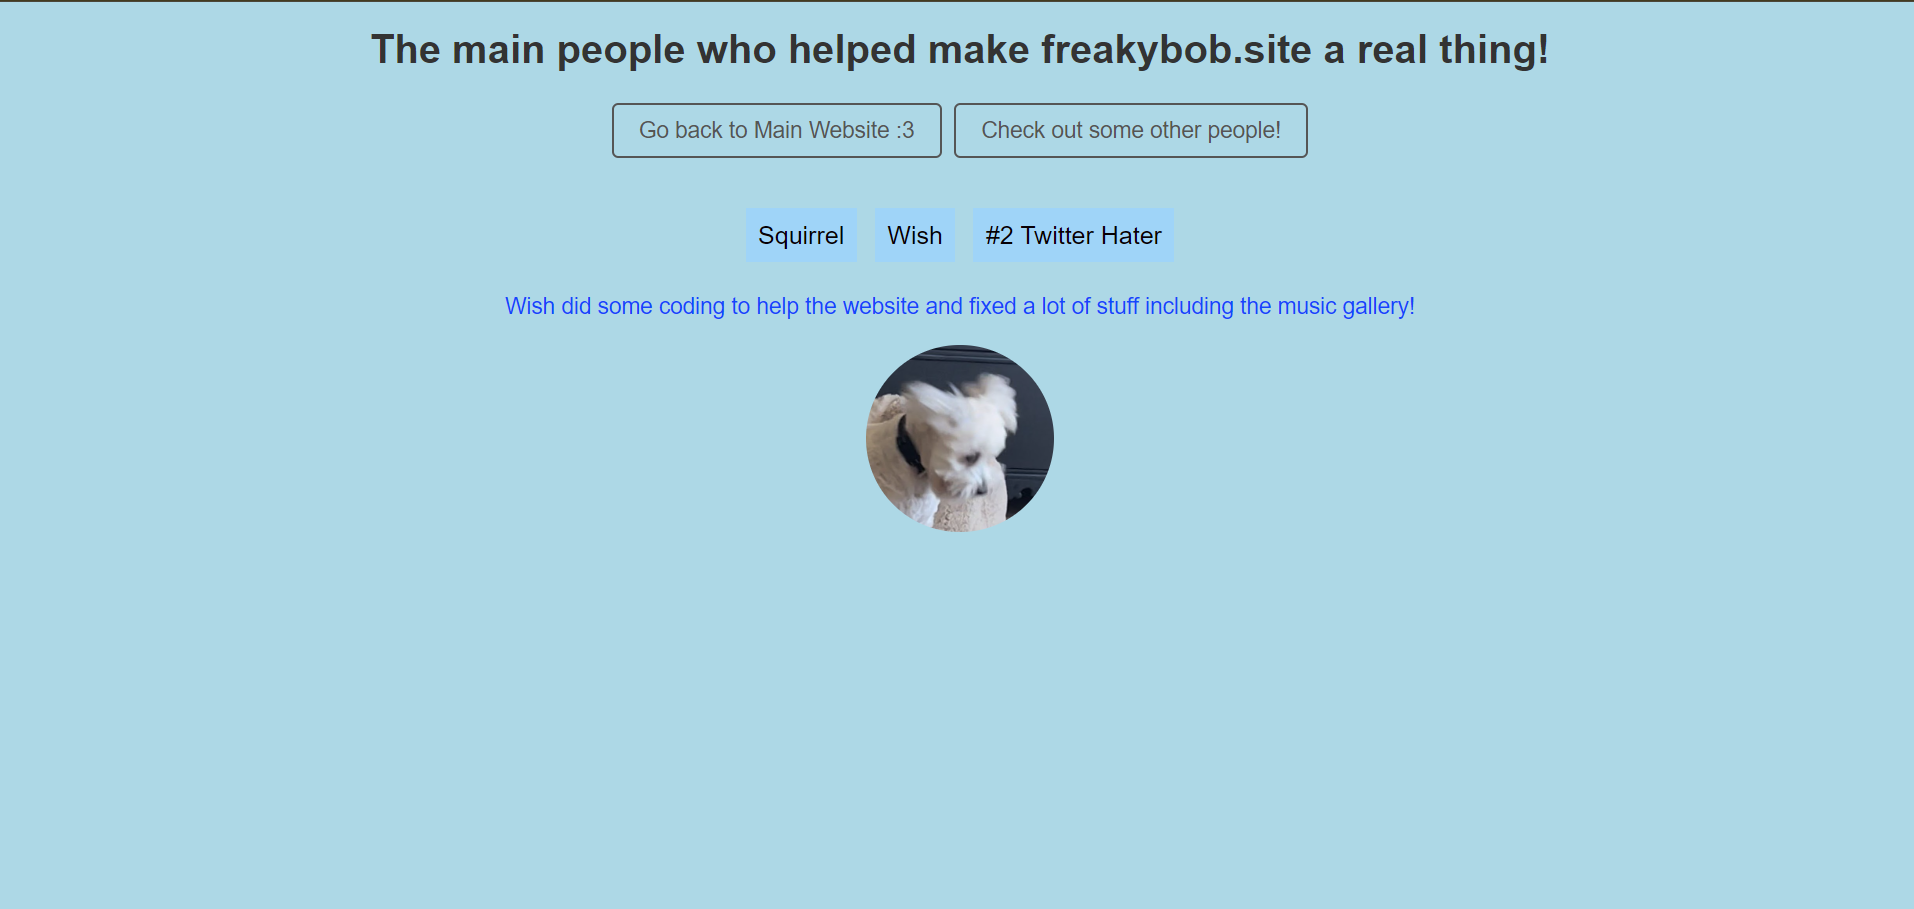 The main people who helped make freakybob.site a real thing!
Go back to Main Website :3 Check out some other people!
Squirrel Wish #2 Twitter Hater
Wish did some coding to help the website and fixed a lot of stuff including the music gallery!